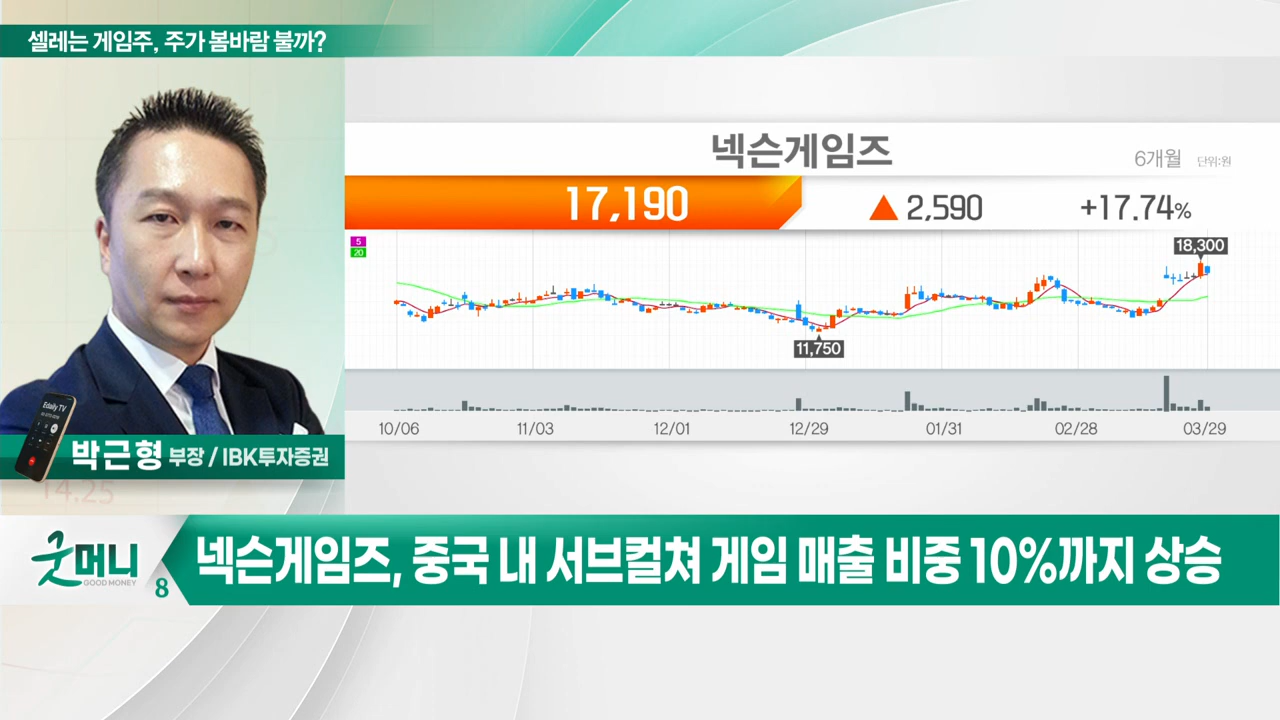 셀레는 게임주, 주가 봄바람 불까?
넥슨게임즈
6개월 단위:원
17,190 ▲ 2,590 +17.74%
5
20
18,300
11,750
10/06 11/03 12/01 12/29 01/31 02/28 03/29
Edaily TV
박근형 부장 / IBK투자증권
14.25
굿머니
GOOD MONEY
8
넥슨게임즈, 중국 내 서브컬쳐 게임 매출 비중 10%까지 상승